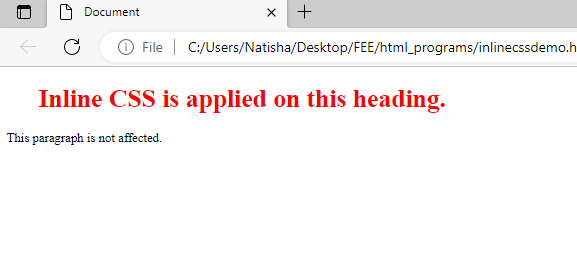 Document
File C:/Users/Natisha/Desktop/FEE/html_programs/inlinecssdemo.h
Inline CSS is applied on this heading.
This paragraph is not affected.